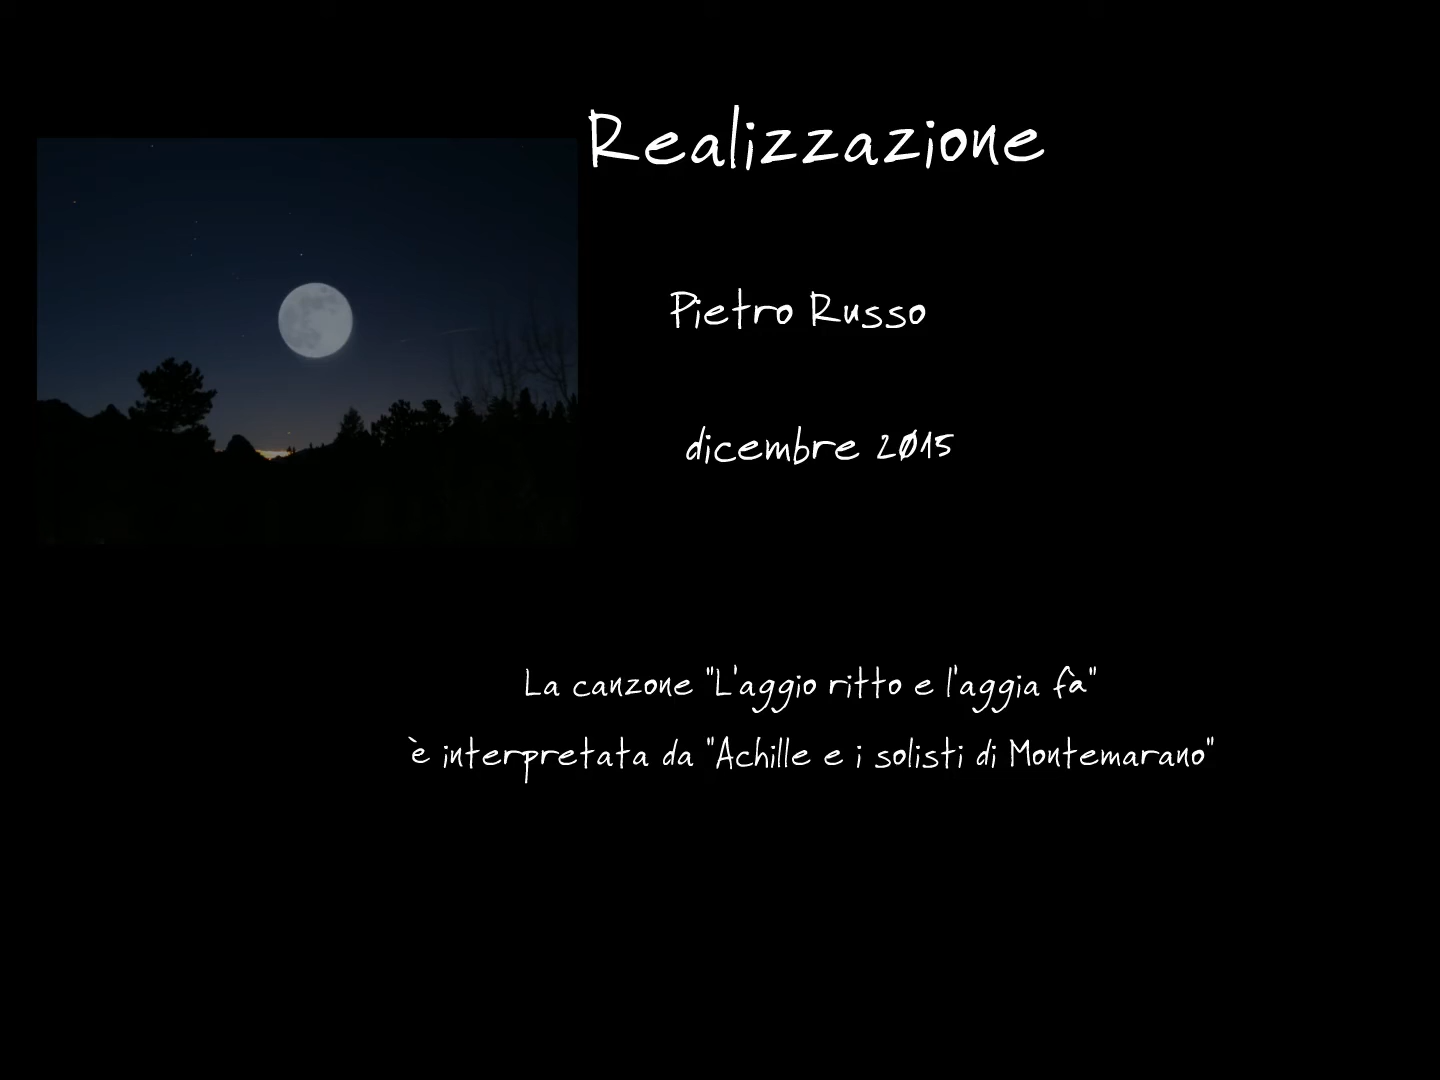 Realizzazione
Pietro Russo
dicembre 2015
La canzone "L'aggio ritto e l'aggia fà"
è interpretata da "Achille e i solisti di Montemarano"